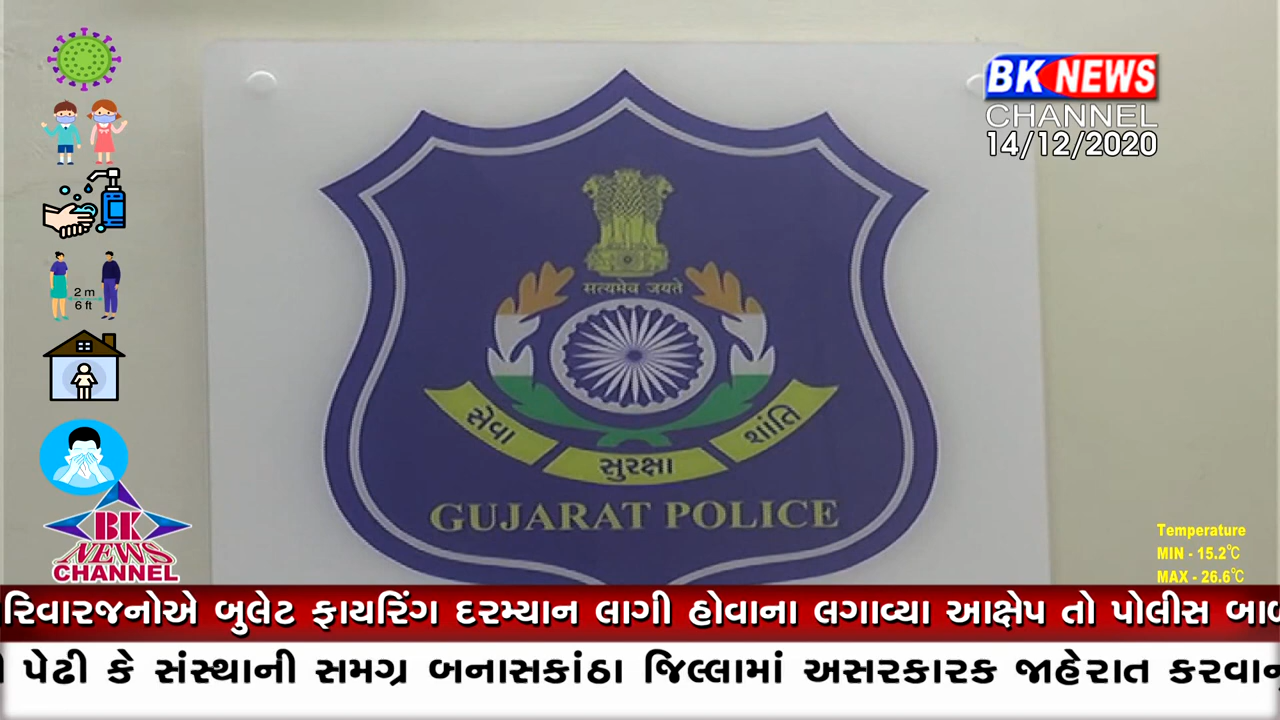 BK NEWS
CHANNEL
14/12/2020
2 m
6 ft
सत्यमेव जयते
સેવા
સુરક્ષા
શાંતિ
GUJARAT POLICE
BK
NEWS
CHANNEL
Temperature
MIN - 15.2℃
MAX - 26.6℃
રિવારજનોએ બુલેટ ફાયરિંગ દરમ્યાન લાગી હોવાના લગાવ્યા આક્ષેપ તો પોલીસ
પેઢી કે સંસ્થાની સમગ્ર બનાસકાંઠા જિલ્લામાં અસરકારક જાહેરાત